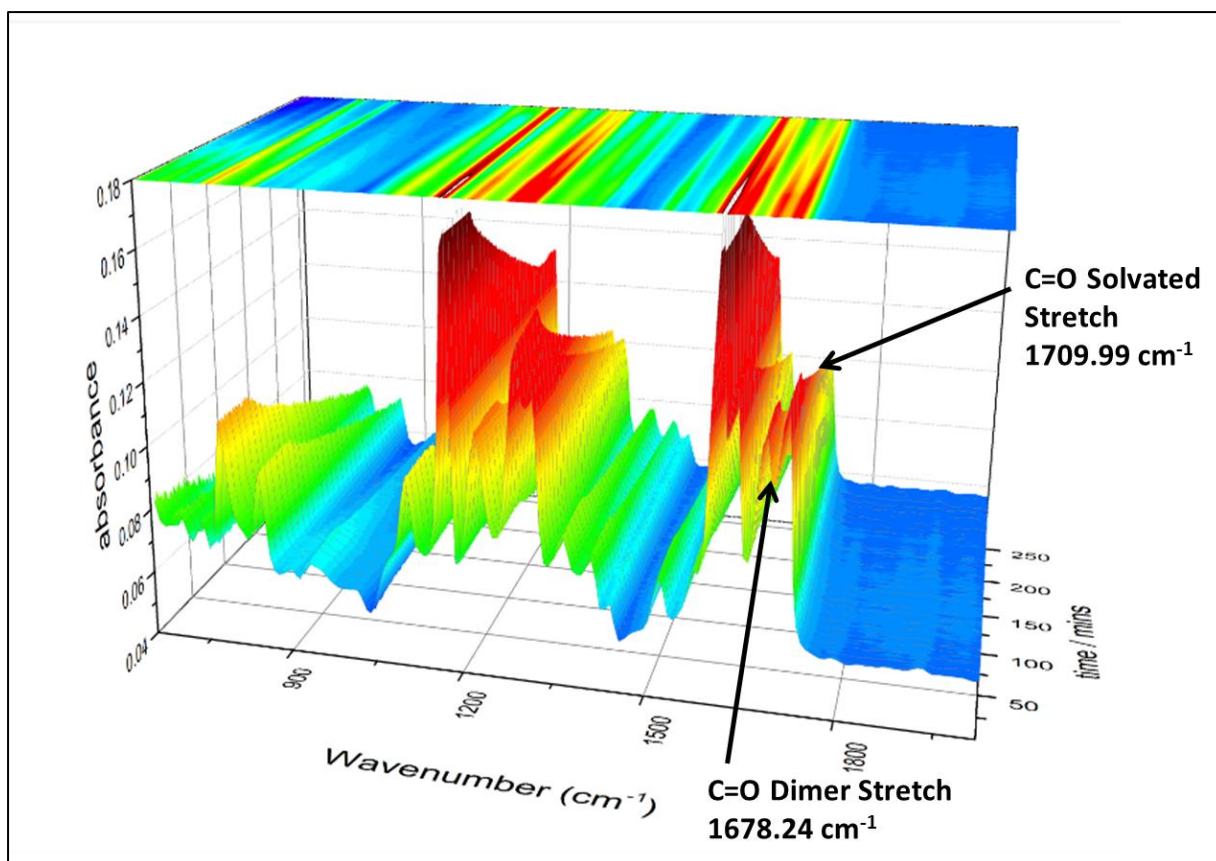 0.18
0.16
0.14
0.12
0.10
0.08
0.06
0.04
absorbance
900
1200
1500
1800
Wavenumber (cm⁻¹)
250
200
150
100
50
time / mins
C=O Solvated
Stretch
1709.99 cm⁻¹
C=O Dimer Stretch
1678.24 cm⁻¹